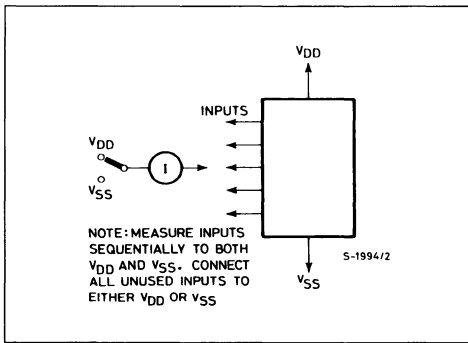 VDD
INPUTS
VDD
I
VSS
NOTE: MEASURE INPUTS
SEQUENTIALLY TO BOTH
VDD AND VSS. CONNECT
ALL UNUSED INPUTS TO
EITHER VDD OR VSS
S-1994/2
VSS